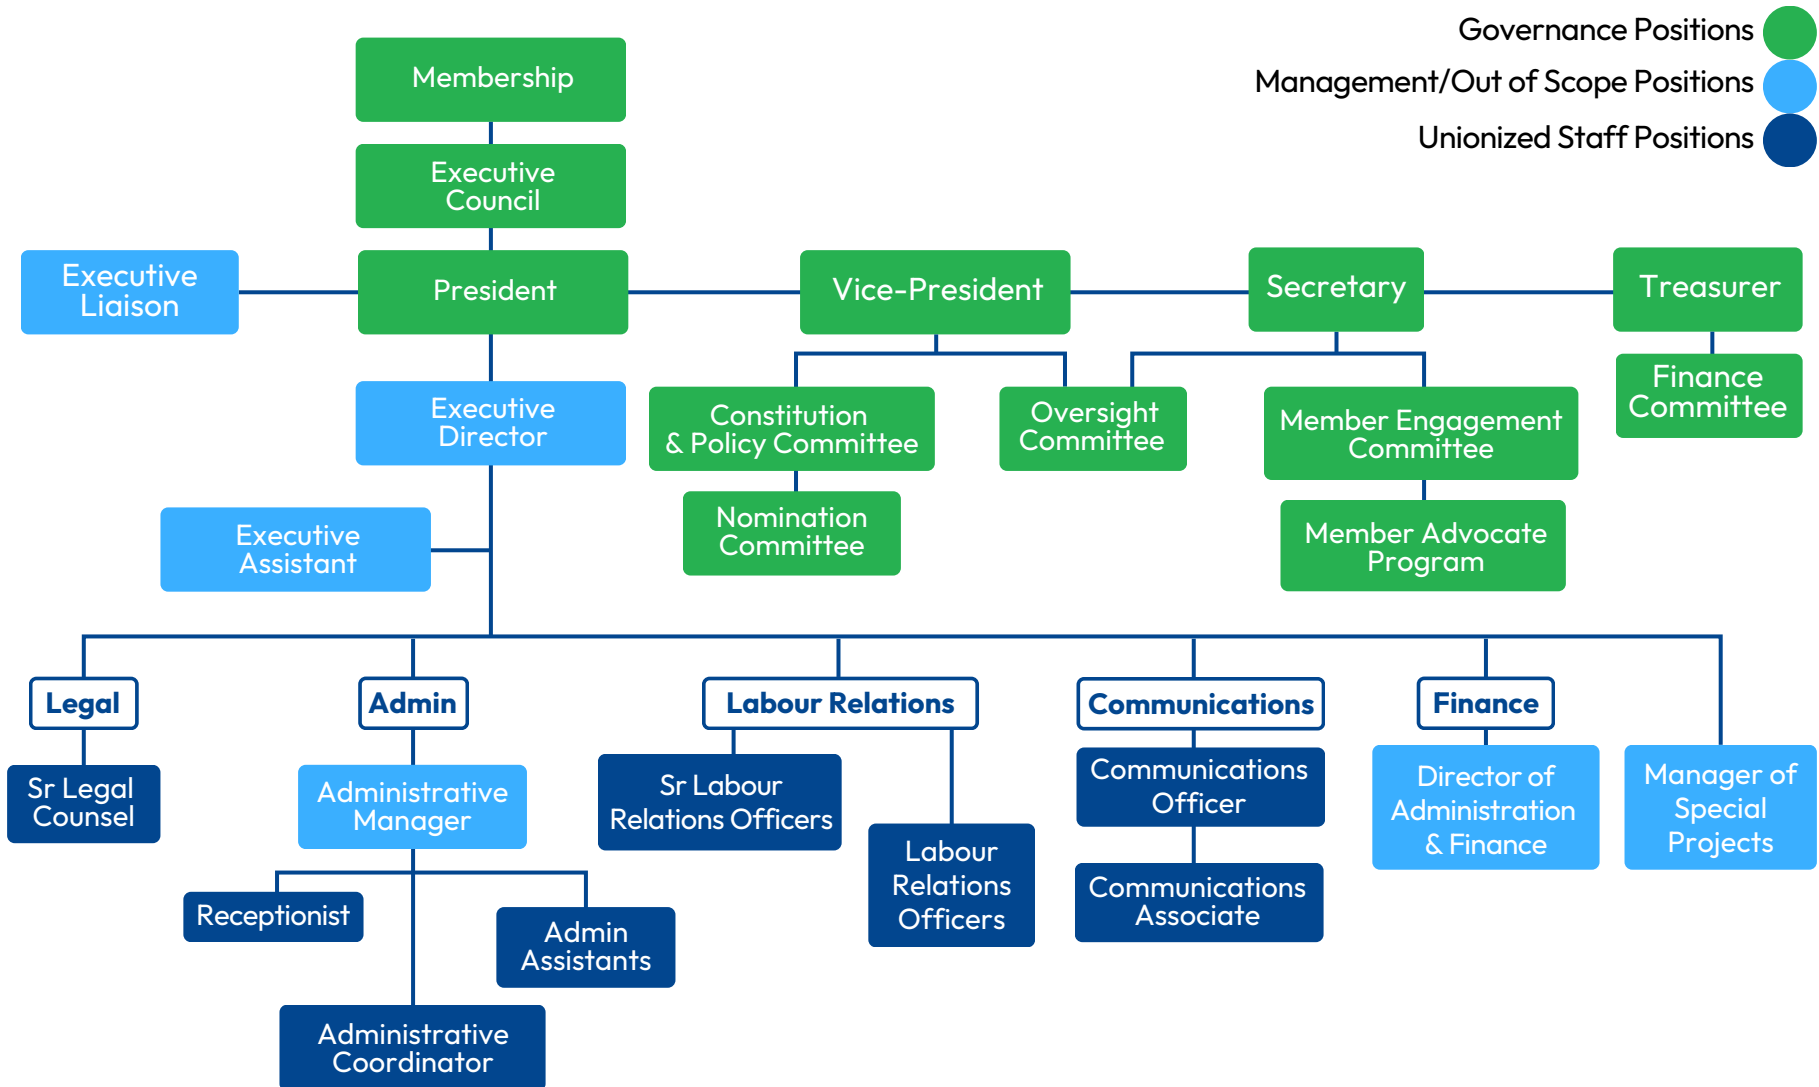 Governance Positions
Management/Out of Scope Positions
Unionized Staff Positions
Membership
Executive
Council
Executive
Liaison
President
Vice-President
Secretary
Treasurer
Executive
Director
Constitution
& Policy Committee
Oversight
Committee
Member Engagement
Committee
Finance
Committee
Nomination
Committee
Member Advocate
Program
Executive
Assistant
Legal
Admin
Labour Relations
Communications
Finance
Sr Legal
Counsel
Administrative
Manager
Sr Labour
Relations Officers
Labour
Relations
Officers
Communications
Officer
Director of
Administration
& Finance
Manager of
Special
Projects
Receptionist
Admin
Assistants
Communications
Associate
Administrative
Coordinator